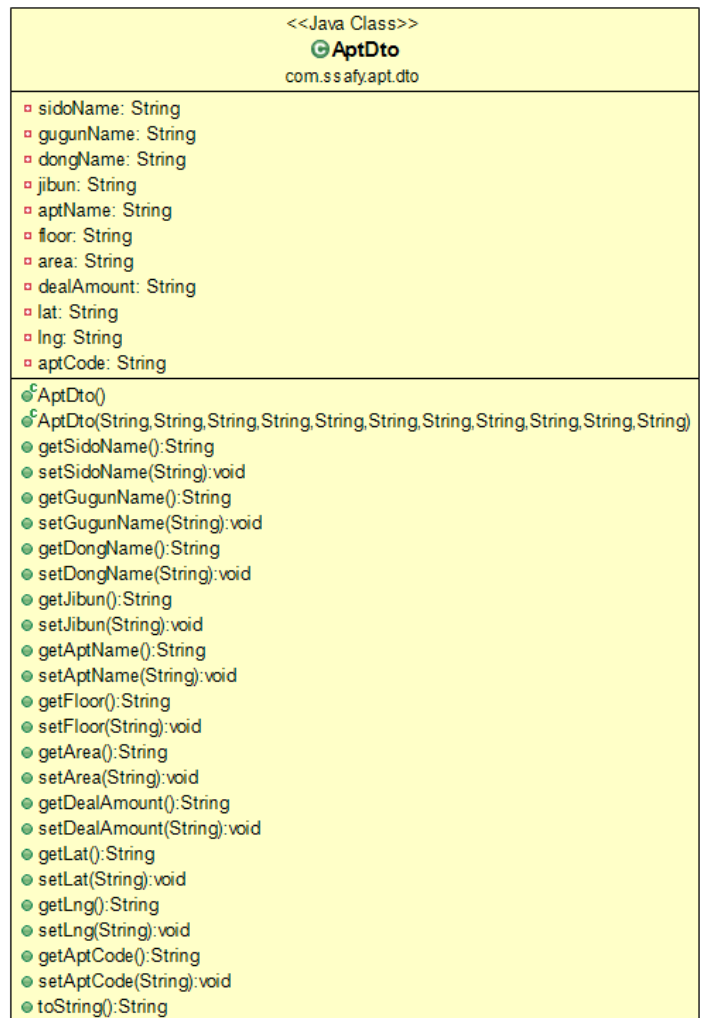 <<Java Class>>
AptDto
com.ssafy.apt.dto
sidoName: String
gugunName: String
dongName: String
jibun: String
aptName: String
floor: String
area: String
dealAmount: String
lat: String
lng: String
aptCode: String
AptDto()
AptDto(String,String,String,String,String,String,String,String,String,String,String)
getSidoName():String
setSidoName(String):void
getGugunName():String
setGugunName(String):void
getDongName():String
setDongName(String):void
getJibun():String
setJibun(String):void
getAptName():String
setAptName(String):void
getFloor():String
setFloor(String):void
getArea():String
setArea(String):void
getDealAmount():String
setDealAmount(String):void
getLat():String
setLat(String):void
getLng():String
setLng(String):void
getAptCode():String
setAptCode(String):void
toString():String